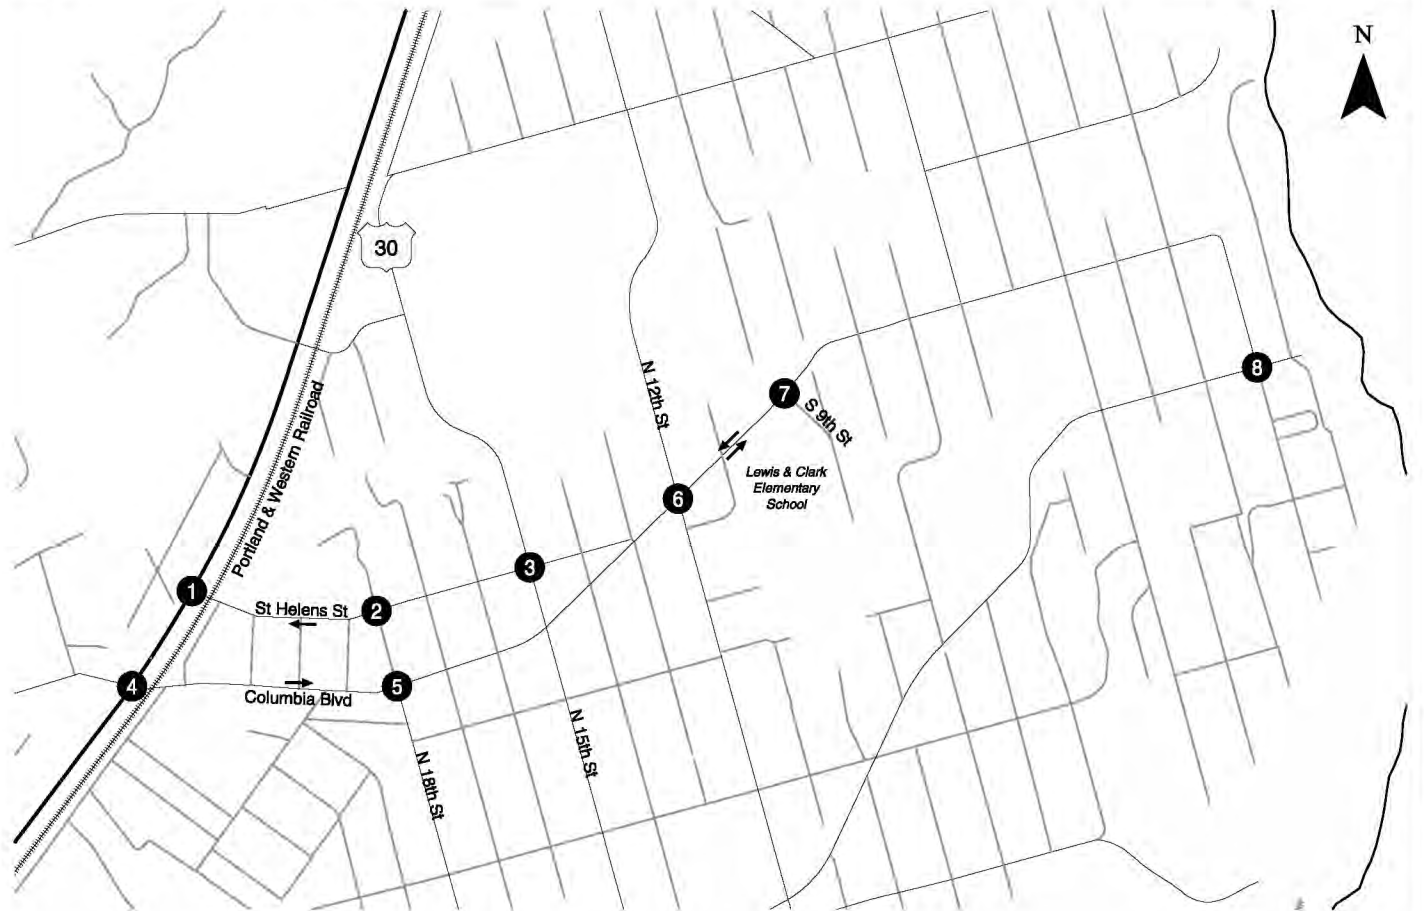 N
30
N 12th St
8
7
S 9th St
Portland & Western Railroad
Lewis & Clark
Elementary
School
6
3
1
St Helens St
2
4
5
Columbia Blvd
N 15th St
N 18th St